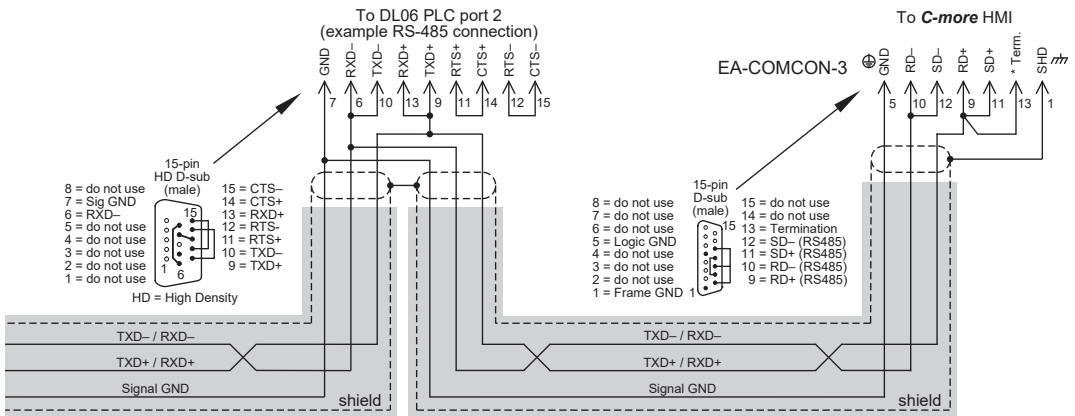 To DL06 PLC port 2
(example RS-485 connection)
GND RXD– TXD– RXD+ TXD+ RTS+ CTS+ RTS– CTS–
7 6 10 13 9 11 14 12 15
To C-more HMI
EA-COMCON-3
GND RD– SD– RD+ SD+ * Term. SHD
5 10 12 9 11 13 1
15-pin
HD D-sub
(male)
8 = do not use
7 = Sig GND
6 = RXD–
5 = do not use
4 = do not use
3 = do not use
2 = do not use
1 = do not use
15
1
6
15 = CTS–
14 = CTS+
13 = RXD+
12 = RTS-
11 = RTS+
10 = TXD–
9 = TXD+
HD = High Density
15-pin
D-sub
(male)
8 = do not use
7 = do not use
6 = do not use
5 = Logic GND
4 = do not use
3 = do not use
2 = do not use
1 = Frame GND
15
1
15 = do not use
14 = do not use
13 = Termination
12 = SD– (RS485)
11 = SD+ (RS485)
10 = RD– (RS485)
9 = RD+ (RS485)
TXD– / RXD–
TXD+ / RXD+
Signal GND
shield
TXD– / RXD–
TXD+ / RXD+
Signal GND
shield